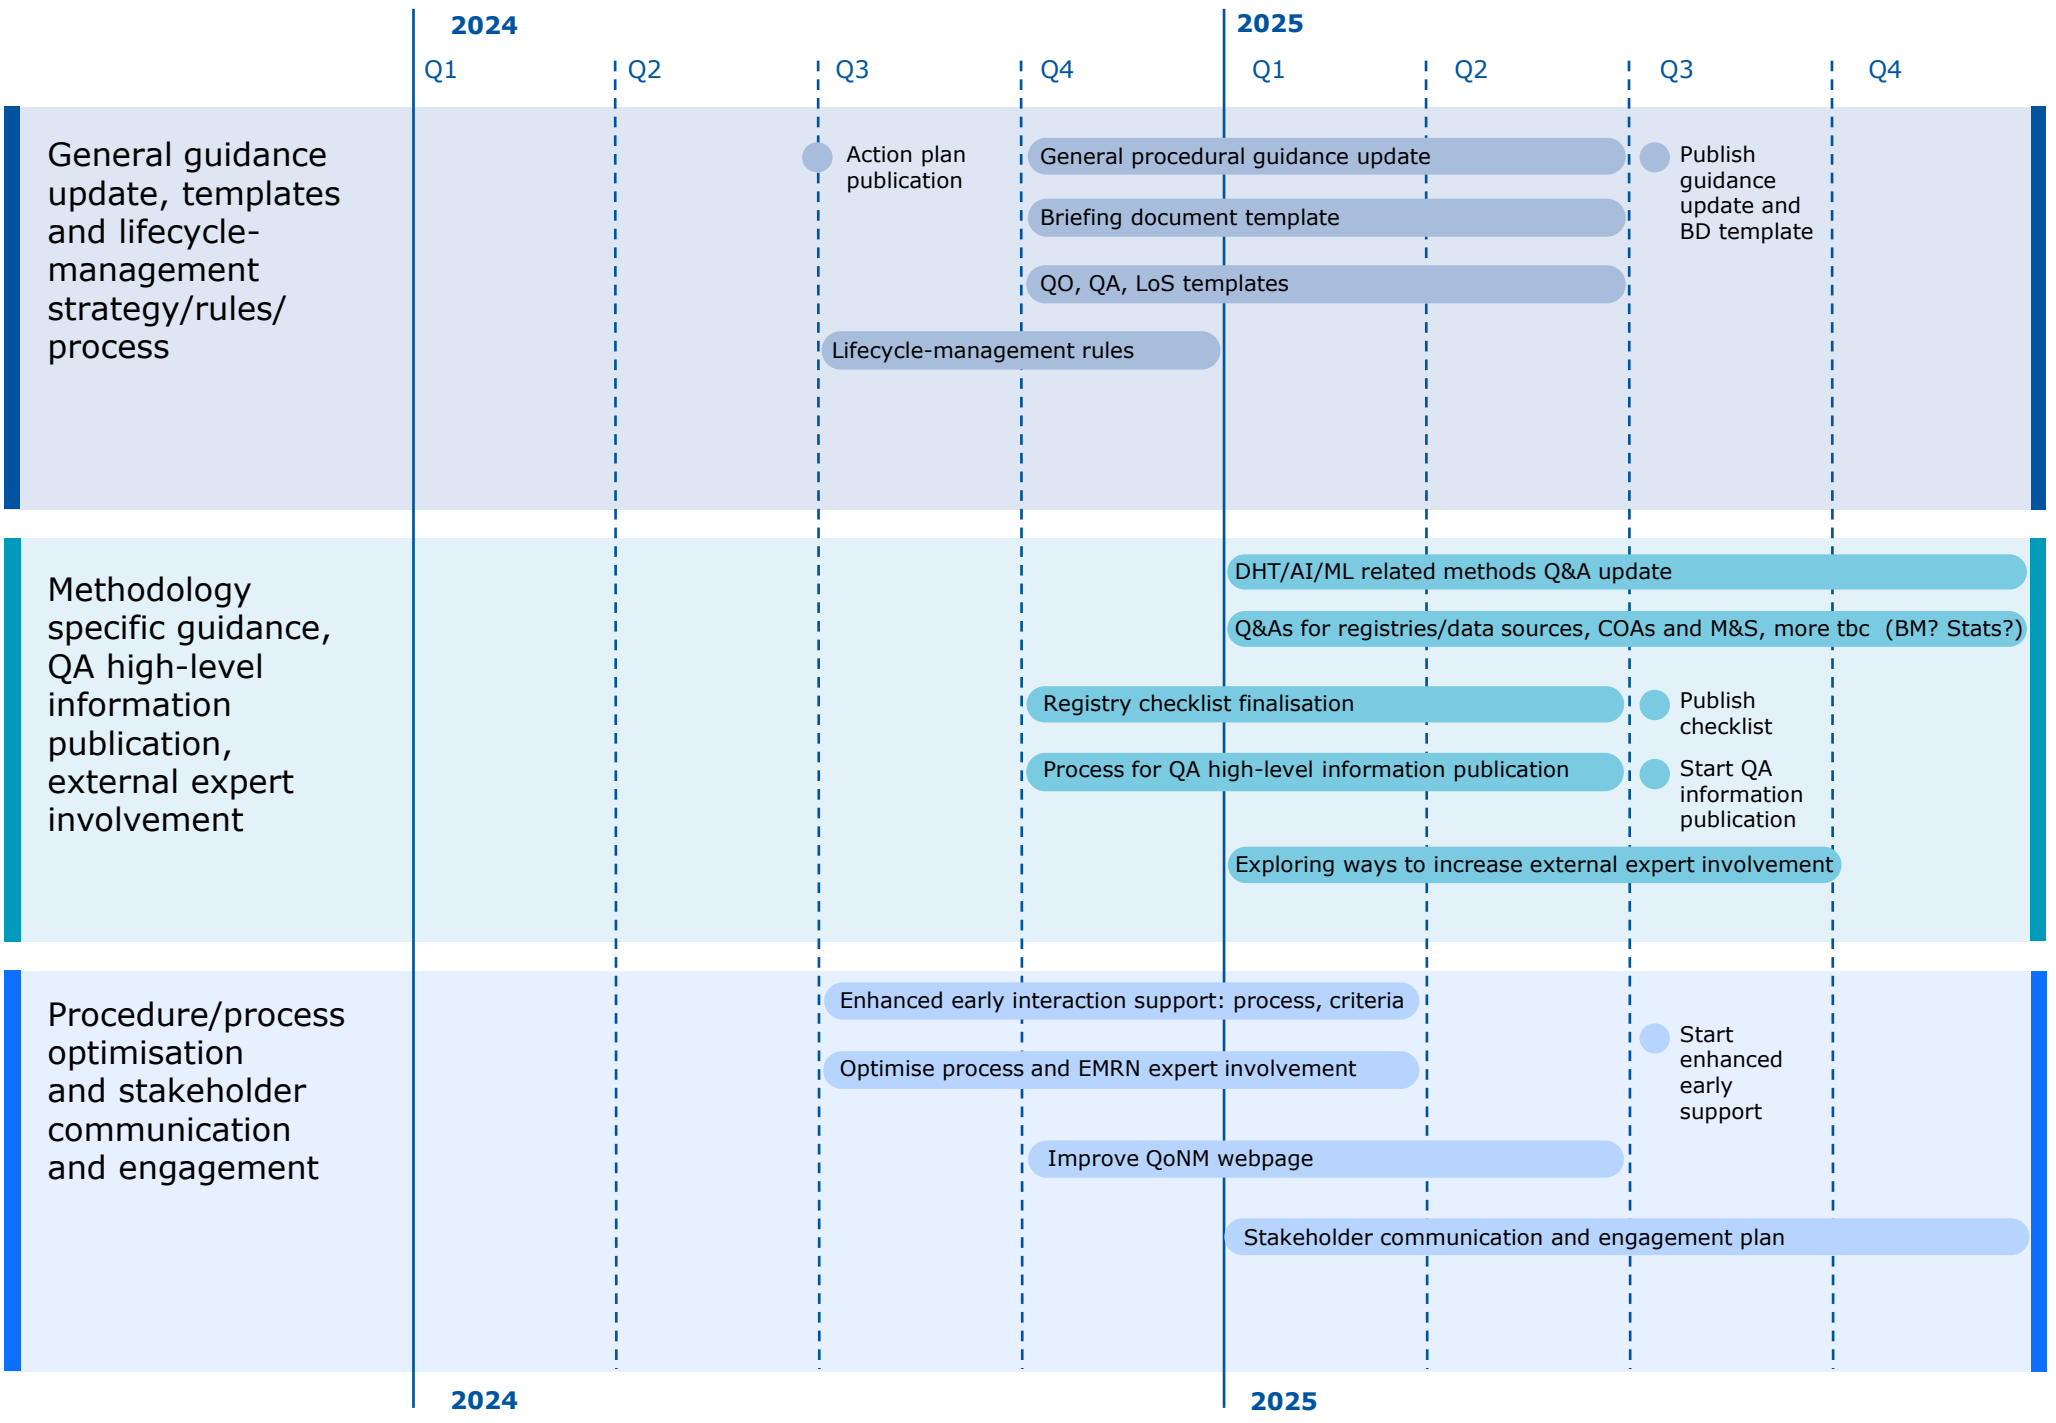 2024
2025
Q1
Q2
Q3
Q4
Q1
Q2
Q3
Q4
General guidance
update, templates
and lifecycle-
management
strategy/rules/
process
Action plan
publication
General procedural guidance update
Publish
guidance
update and
BD template
Briefing document template
QO, QA, LoS templates
Lifecycle-management rules
Methodology
specific guidance,
QA high-level
information
publication,
external expert
involvement
DHT/AI/ML related methods Q&A update
Q&As for registries/data sources, COAs and M&S, more tbc  (BM? Stats?)
Registry checklist finalisation
Publish
checklist
Process for QA high-level information publication
Start QA
information
publication
Exploring ways to increase external expert involvement
Procedure/process
optimisation
and stakeholder
communication
and engagement
Enhanced early interaction support: process, criteria
Optimise process and EMRN expert involvement
Start
enhanced
early
support
Improve QoNM webpage
Stakeholder communication and engagement plan
2024
2025